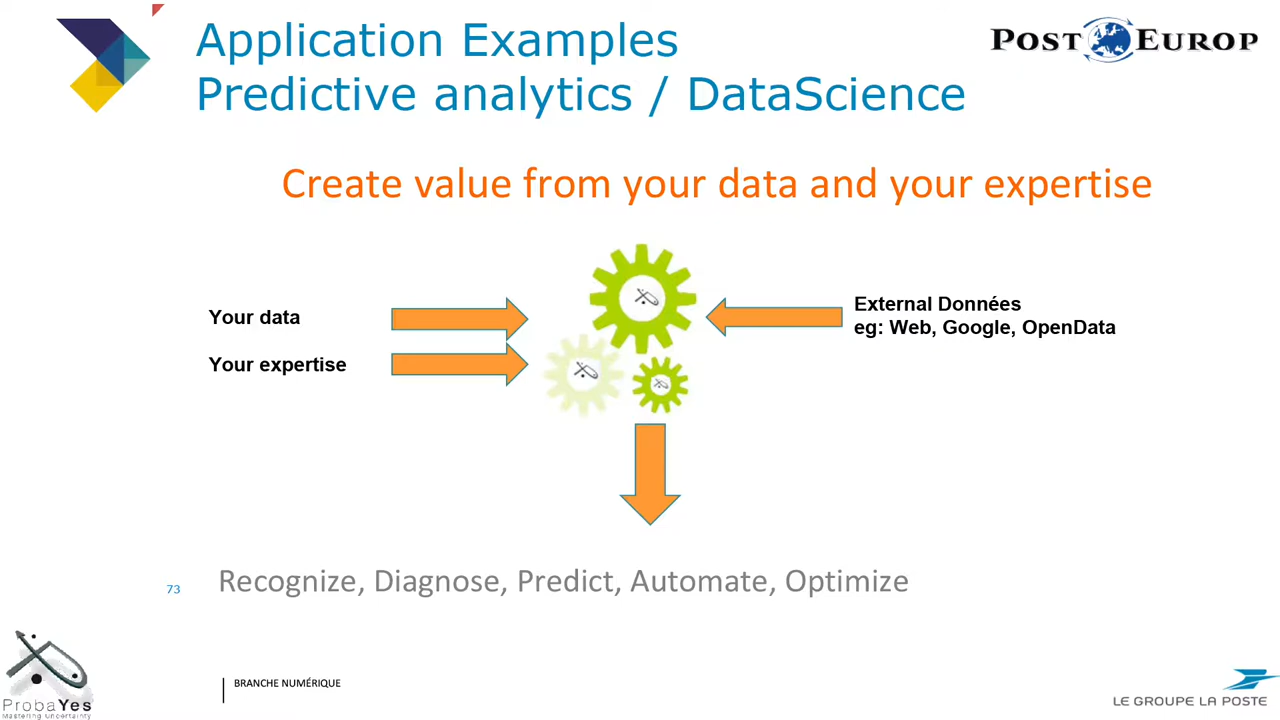 Application Examples
Predictive analytics / DataScience
POST EUROP
Create value from your data and your expertise
Your data
Your expertise
External Données
eg: Web, Google, OpenData
73
Recognize, Diagnose, Predict, Automate, Optimize
ProbaYes
Mastering Uncertainty
BRANCHE NUMÉRIQUE
LE GROUPE LA POSTE